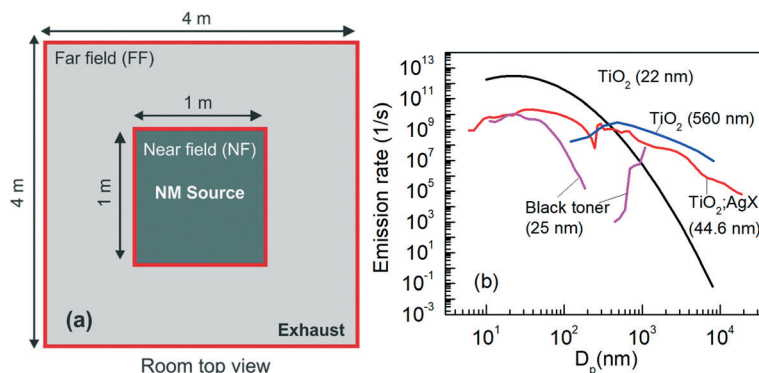 4 m
4 m
Far field (FF)
1 m
1 m
Near field (NF)
NM Source
(a)
Exhaust
Room top view
Emission rate (1/s)
10^13
10^11
10^9
10^7
10^5
10^3
10^1
10^-1
10^-3
TiO₂ (22 nm)
TiO₂ (560 nm)
Black toner
(25 nm)
TiO₂;AgX
(44.6 nm)
(b)
10^1
10^2
10^3
10^4
Dₚ(nm)